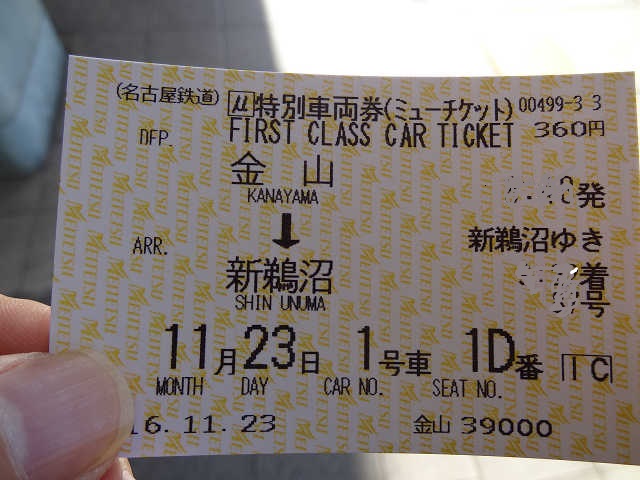 (名古屋鉄道) μ特別車両券(ミューチケット) 00499-3 3
DEP. FIRST CLASS CAR TICKET 360円
金 山 発
KANAYAMA
ARR. 新鵜沼ゆき
新鵜沼 着
SHIN UNUMA 号
11月23日 1号車 1D番 IC
MONTH DAY CAR NO. SEAT NO.
16.11.23 金山 39000